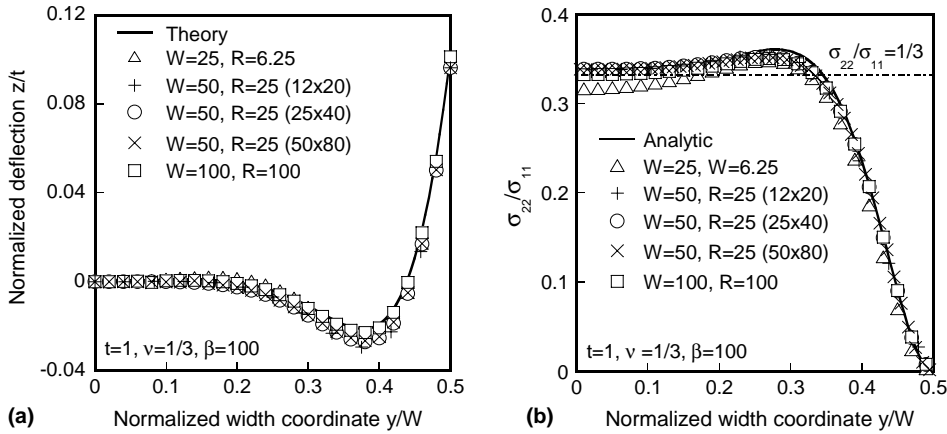 0.12
0.08
0.04
0
-0.04
Normalized deflection z/t
Theory
W=25, R=6.25
W=50, R=25 (12x20)
W=50, R=25 (25x40)
W=50, R=25 (50x80)
W=100, R=100
t=1, ν=1/3, β=100
0 0.1 0.2 0.3 0.4 0.5
(a) Normalized width coordinate y/W
0.4
0.3
0.2
0.1
0.0
σ22/σ11
σ22/σ11=1/3
Analytic
W=25, W=6.25
W=50, R=25 (12x20)
W=50, R=25 (25x40)
W=50, R=25 (50x80)
W=100, R=100
t=1, ν =1/3, β=100
0 0.1 0.2 0.3 0.4 0.5
(b) Normalized width coordinate y/W